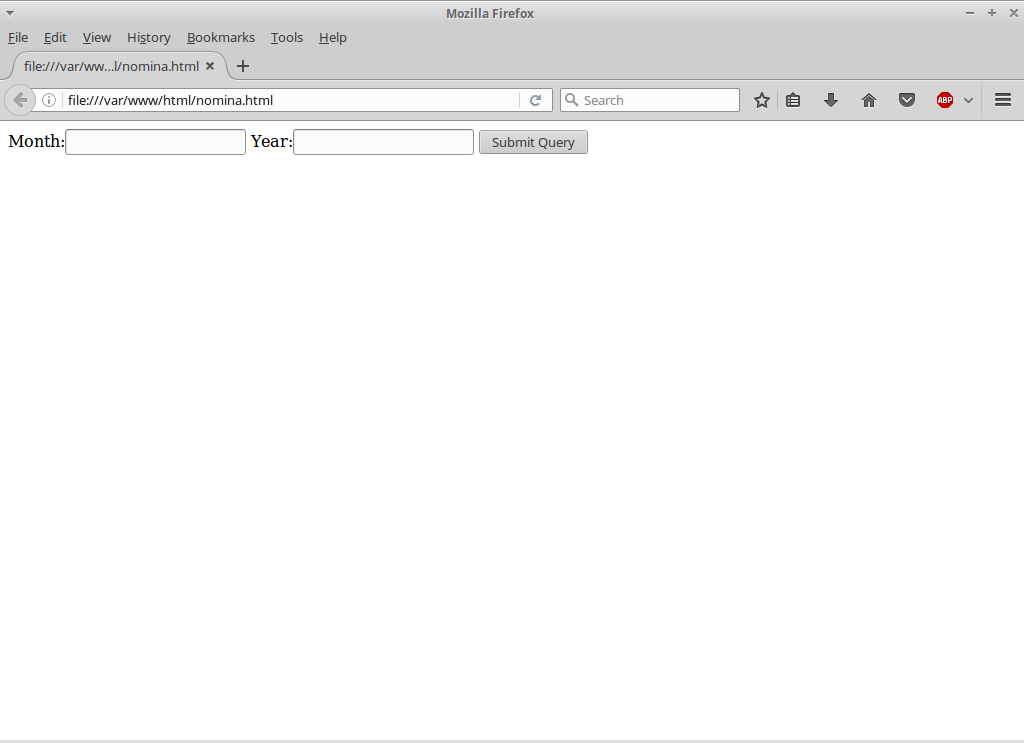 Mozilla Firefox
File Edit View History Bookmarks Tools Help
file:///var/ww...l/nomina.html
file:///var/www/html/nomina.html Search ABP
Month: Year: Submit Query